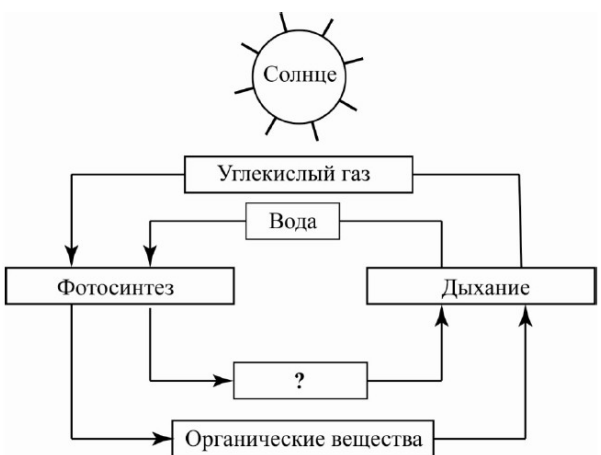 Солнце
Углекислый газ
Вода
Фотосинтез
Дыхание
?
Органические вещества